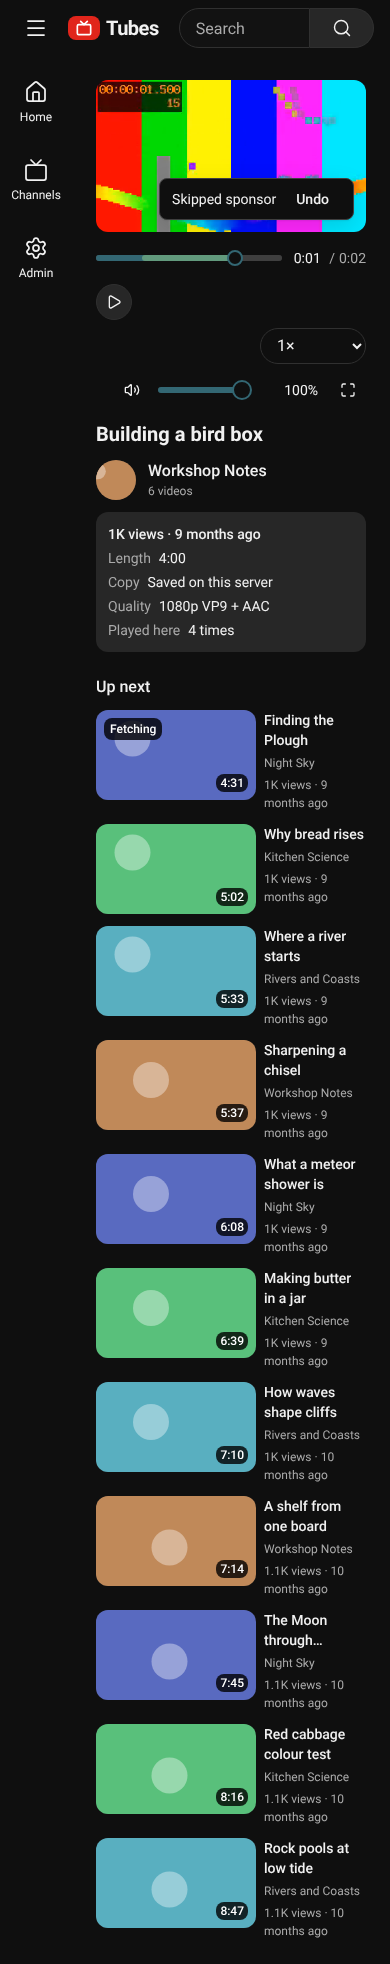 Tubes
Search
Home
Channels
Admin
00:00:01.500
15
Skipped sponsor Undo
0:01 / 0:02
1×
100%
Building a bird box
Workshop Notes
6 videos
1K views · 9 months ago
Length 4:00
Copy Saved on this server
Quality 1080p VP9 + AAC
Played here 4 times
Up next
Fetching
4:31
Finding the
Plough
Night Sky
1K views · 9
months ago
5:02
Why bread rises
Kitchen Science
1K views · 9
months ago
5:33
Where a river
starts
Rivers and Coasts
1K views · 9
months ago
5:37
Sharpening a
chisel
Workshop Notes
1K views · 9
months ago
6:08
What a meteor
shower is
Night Sky
1K views · 9
months ago
6:39
Making butter
in a jar
Kitchen Science
1K views · 9
months ago
7:10
How waves
shape cliffs
Rivers and Coasts
1K views · 10
months ago
7:14
A shelf from
one board
Workshop Notes
1.1K views · 10
months ago
7:45
The Moon
through…
Night Sky
1.1K views · 10
months ago
8:16
Red cabbage
colour test
Kitchen Science
1.1K views · 10
months ago
8:47
Rock pools at
low tide
Rivers and Coasts
1.1K views · 10
months ago